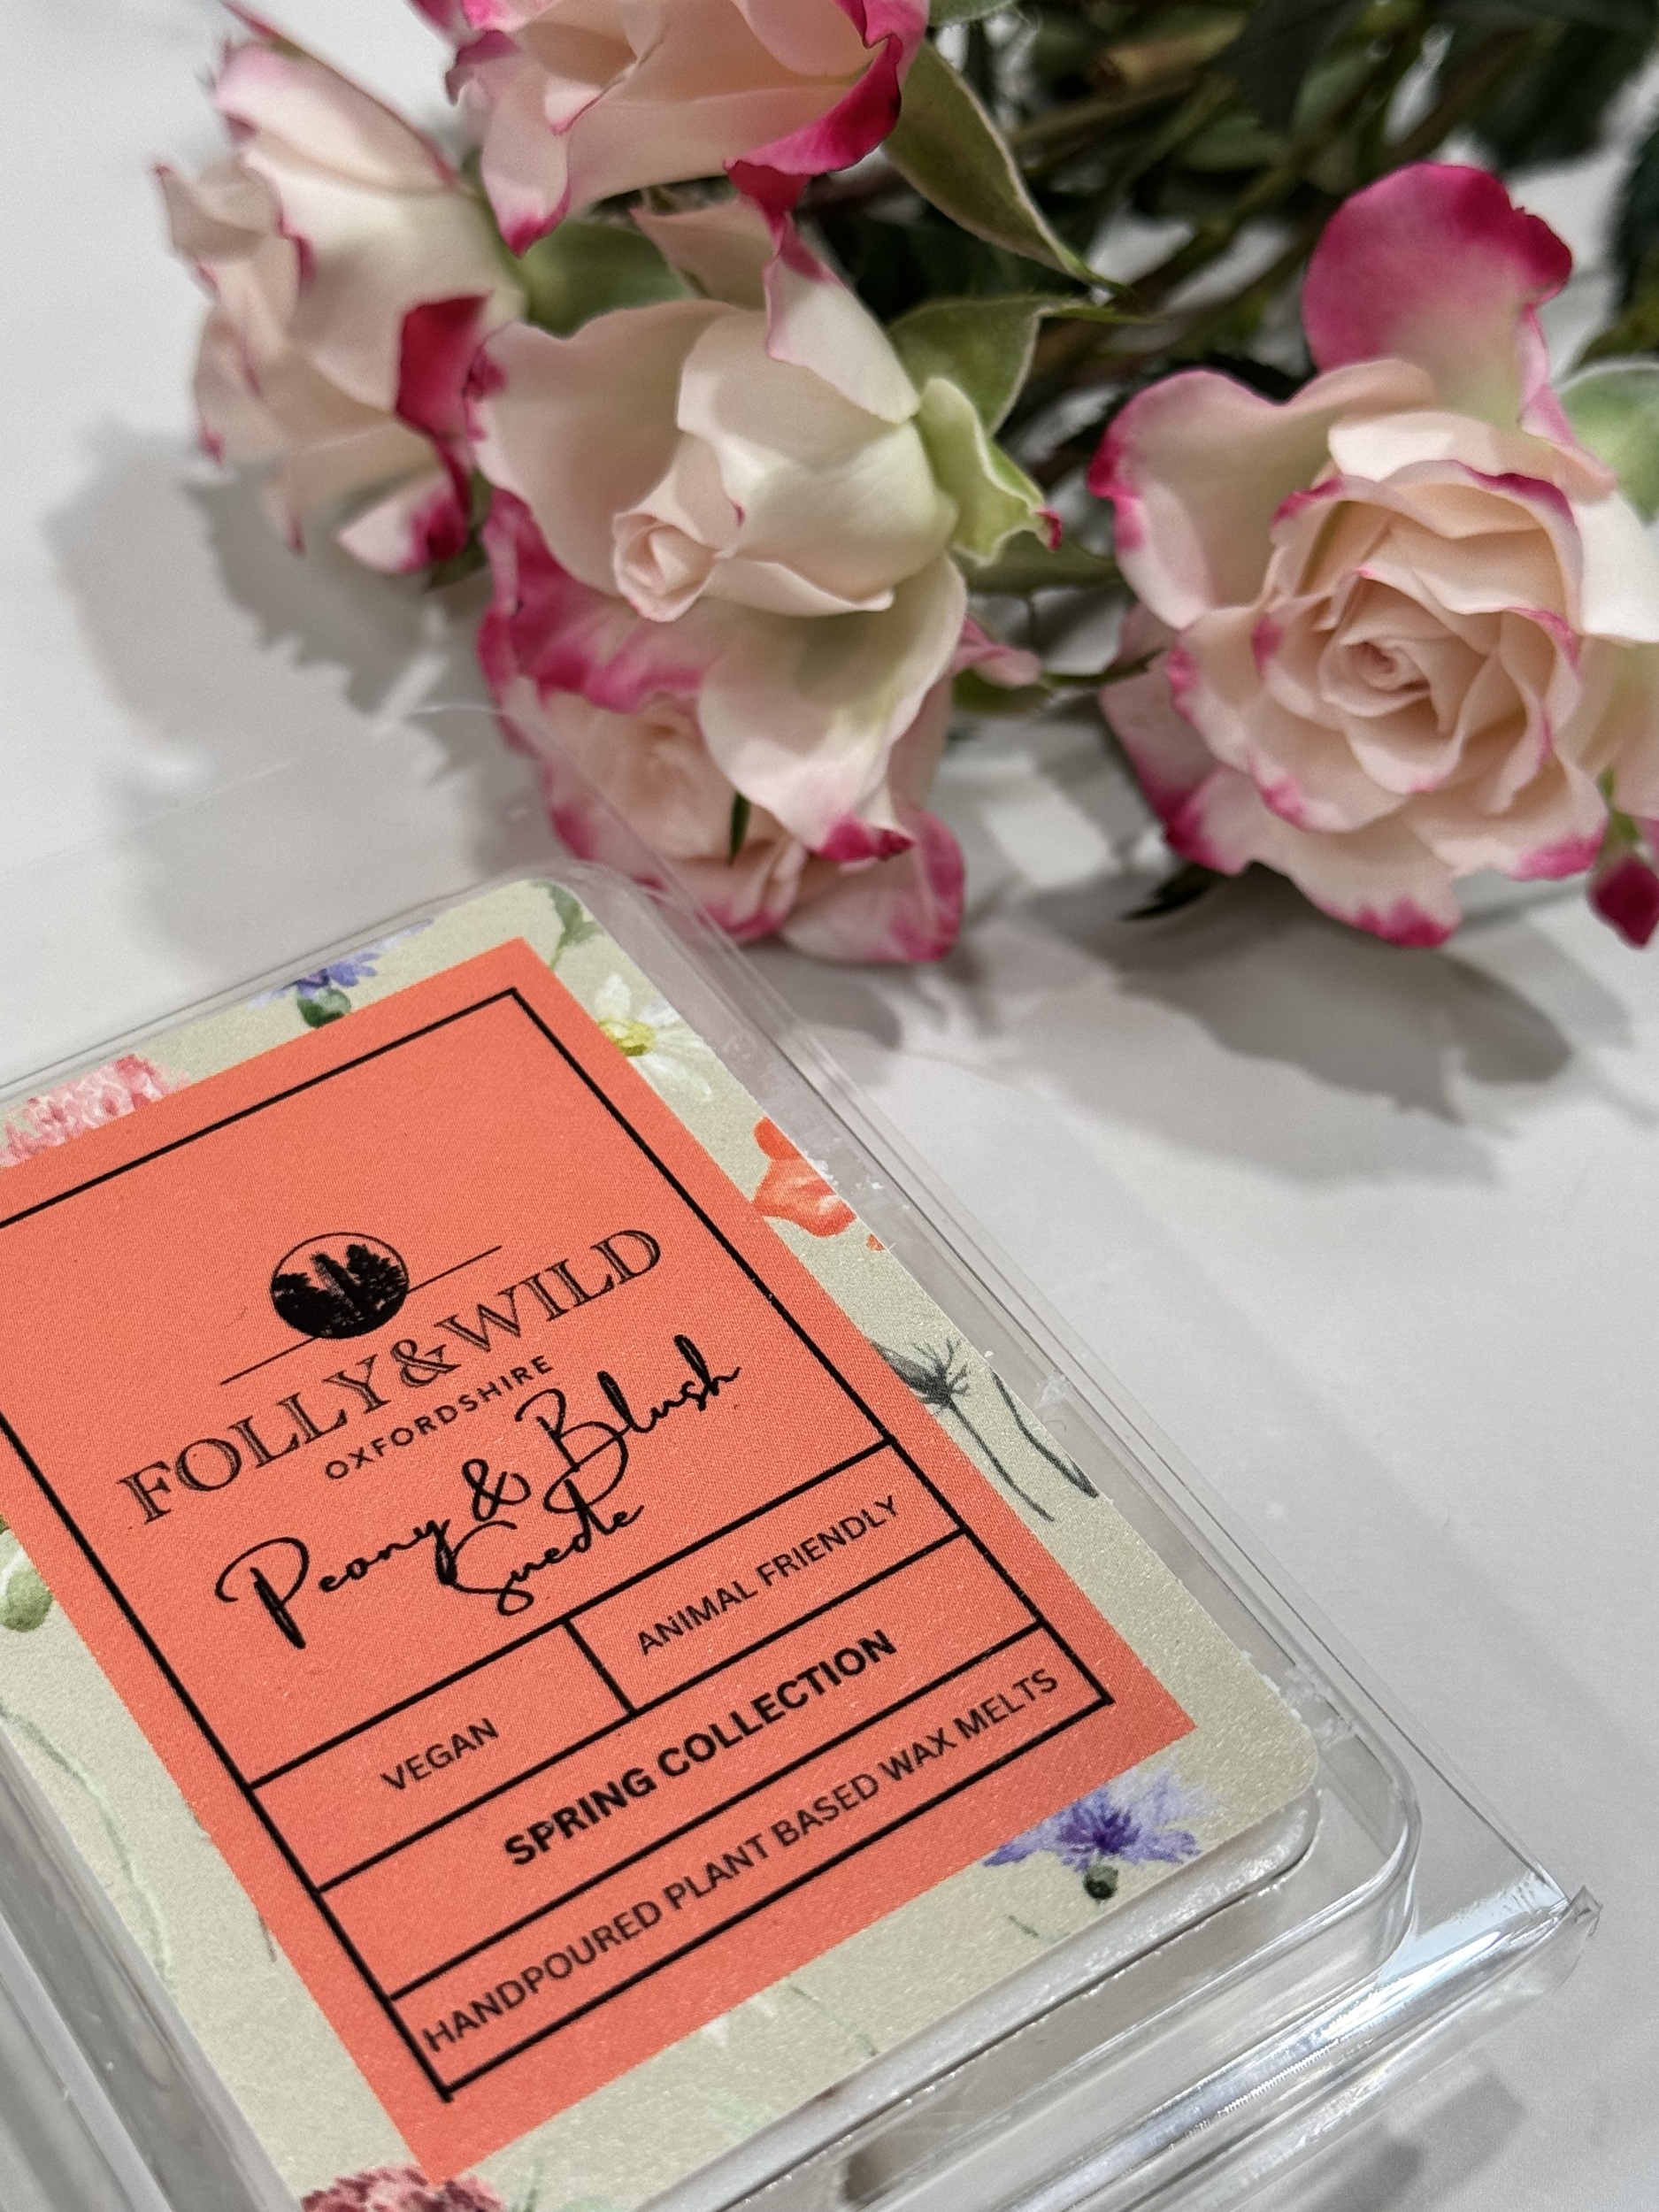 FOLLY&WILD
OXFORDSHIRE
Peony & Blush
Suede
VEGAN
ANIMAL FRIENDLY
SPRING COLLECTION
HANDPOURED PLANT BASED WAX MELTS